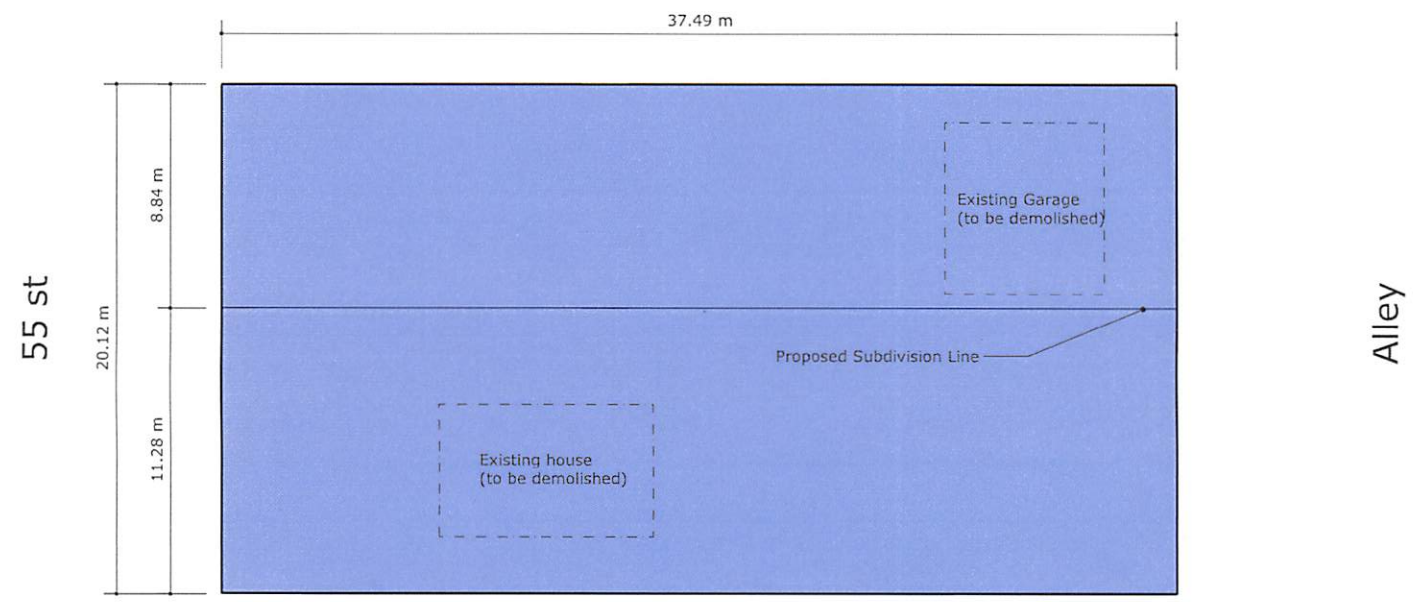 37.49 m
8.84 m
Existing Garage
(to be demolished)
55 st
20.12 m
Alley
Proposed Subdivision Line
11.28 m
Existing house
(to be demolished)